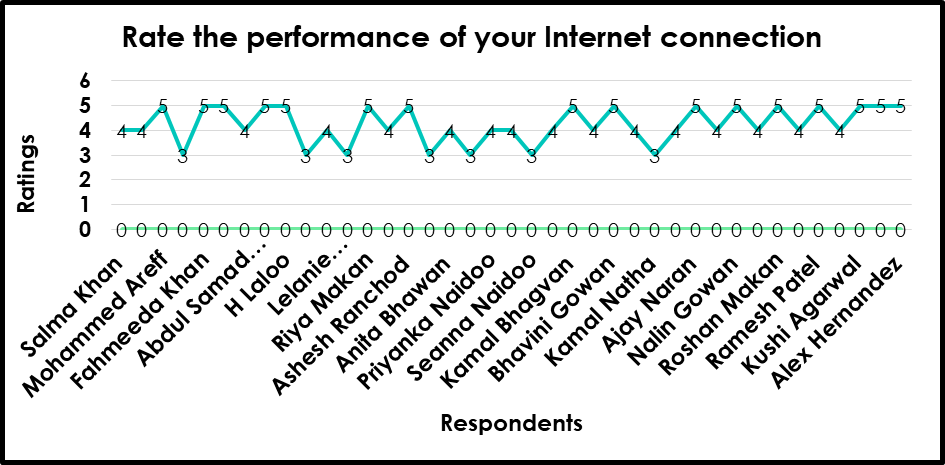 Rate the performance of your Internet connection
Ratings
6
5 5 5 5 5 5 5 5 5 5 5 5 5 5 5 5 5
4 4 4 4 4 4 4 4 4 4 4 4 4 4 4 4 4
3 3 3 3 3 3 3 3
2
1
0 0 0 0 0 0 0 0 0 0 0 0 0 0 0 0 0 0 0 0 0 0 0 0 0 0 0 0 0 0 0 0 0 0 0 0 0 0 0 0
Salma Khan
Mohammed Areff
Fahmeeda Khan
Abdul Samad…
H Laloo
Lelanie…
Riya Makan
Ashesh Ranchod
Anita Bhawan
Priyanka Naidoo
Seanna Naidoo
Kamal Bhagvan
Bhavini Gowan
Kamal Natha
Ajay Naran
Nalin Gowan
Roshan Makan
Ramesh Patel
Kushi Agarwal
Alex Hernandez
Respondents